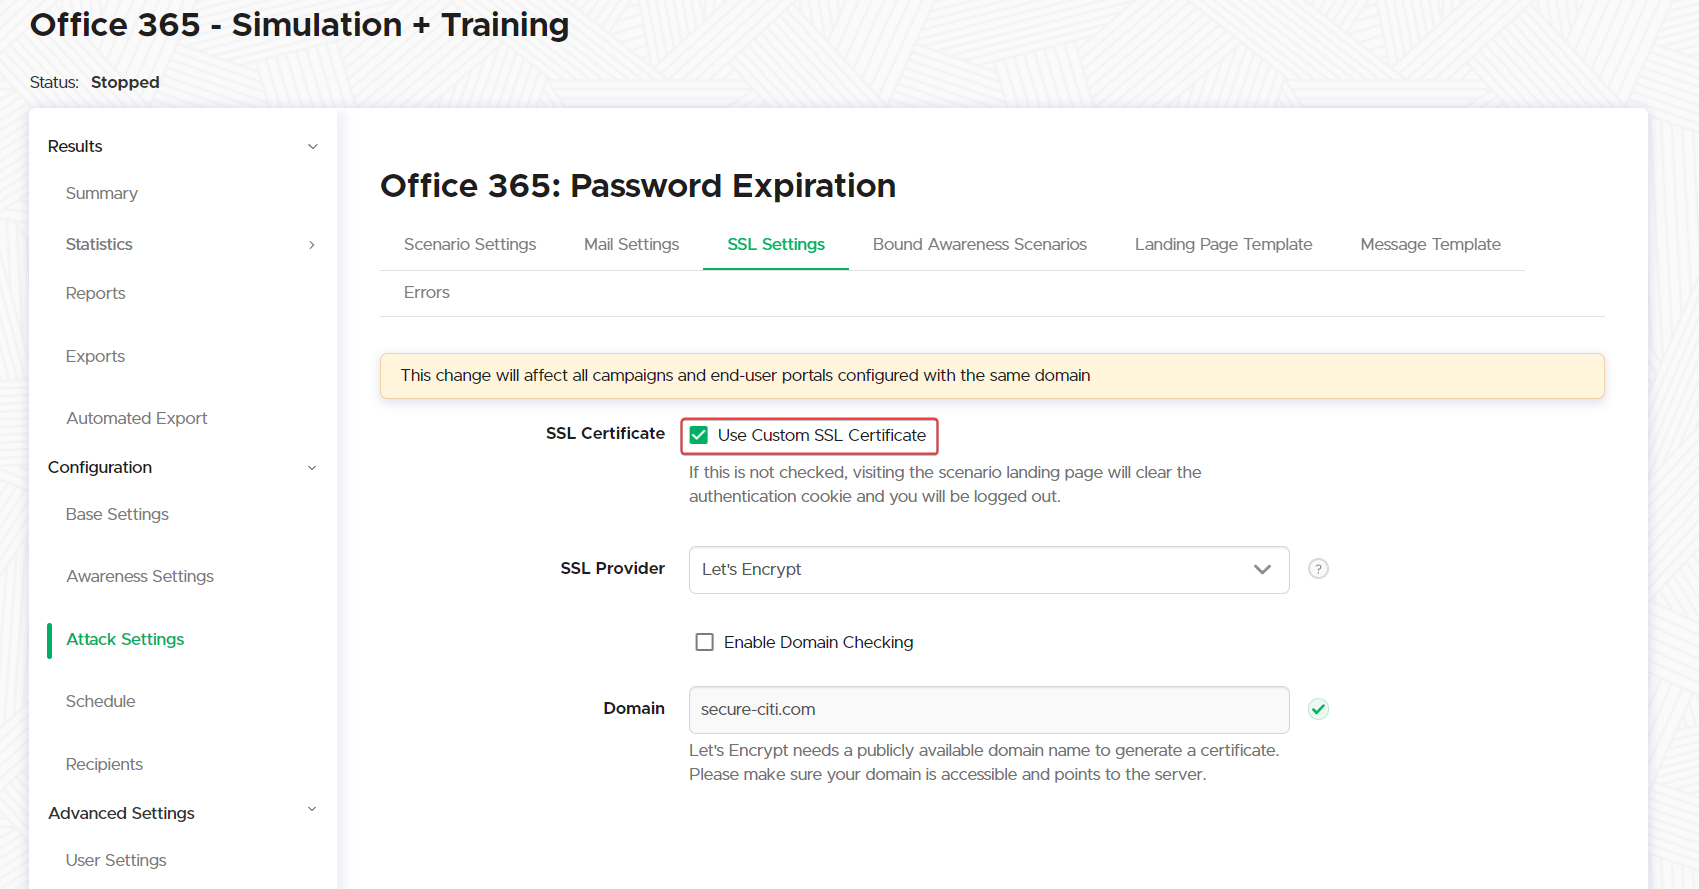 Office 365 - Simulation + Training
Status: Stopped
Results
Summary
Statistics
Reports
Exports
Automated Export
Configuration
Base Settings
Awareness Settings
Attack Settings
Schedule
Recipients
Advanced Settings
User Settings
Office 365: Password Expiration
Scenario Settings Mail Settings SSL Settings Bound Awareness Scenarios Landing Page Template Message Template
Errors
This change will affect all campaigns and end-user portals configured with the same domain
SSL Certificate Use Custom SSL Certificate
If this is not checked, visiting the scenario landing page will clear the
authentication cookie and you will be logged out.
SSL Provider Let's Encrypt ?
Enable Domain Checking
Domain secure-citi.com
Let's Encrypt needs a publicly available domain name to generate a certificate.
Please make sure your domain is accessible and points to the server.